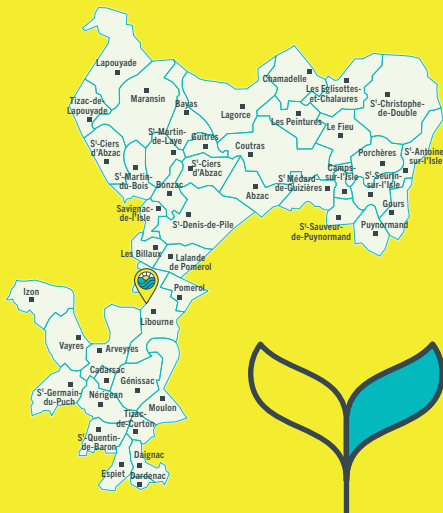 Lapouyade
Chamadelle
Maransin
Les Églisottes-
et-Chalaures
Tizac-de-
Lapouyade
Bayas
Lagorce
St-Christophe-
de-Double
Les Peintures
Le Fieu
St-Martin-
de-Laye
Guitres
St-Ciers
d'Abzac
Coutras
Porchères
St-Antoine
sur-l'Isle
St-Martin-
du-Bois
St-Ciers
d'Abzac
Camps-
sur-l'Isle
St-Seurin-
sur-l'Isle
Bonzac
Abzac
St Médard
de-Guizières
Savignac-
de-l'Isle
Gours
St-Denis-de-Pile
St-Sauveur-
de-Puynormand
Puynormand
Les Billaux
Lalande
de Pomerol
Izon
Pomerol
Libourne
Vayres
Arveyres
Cadarsac
Génissac
St-Germain-
du-Puch
Nérigean
Moulon
Tizac-
de-Curton
St-Quentin-
de-Baron
Daignac
Espiet
Dardenac